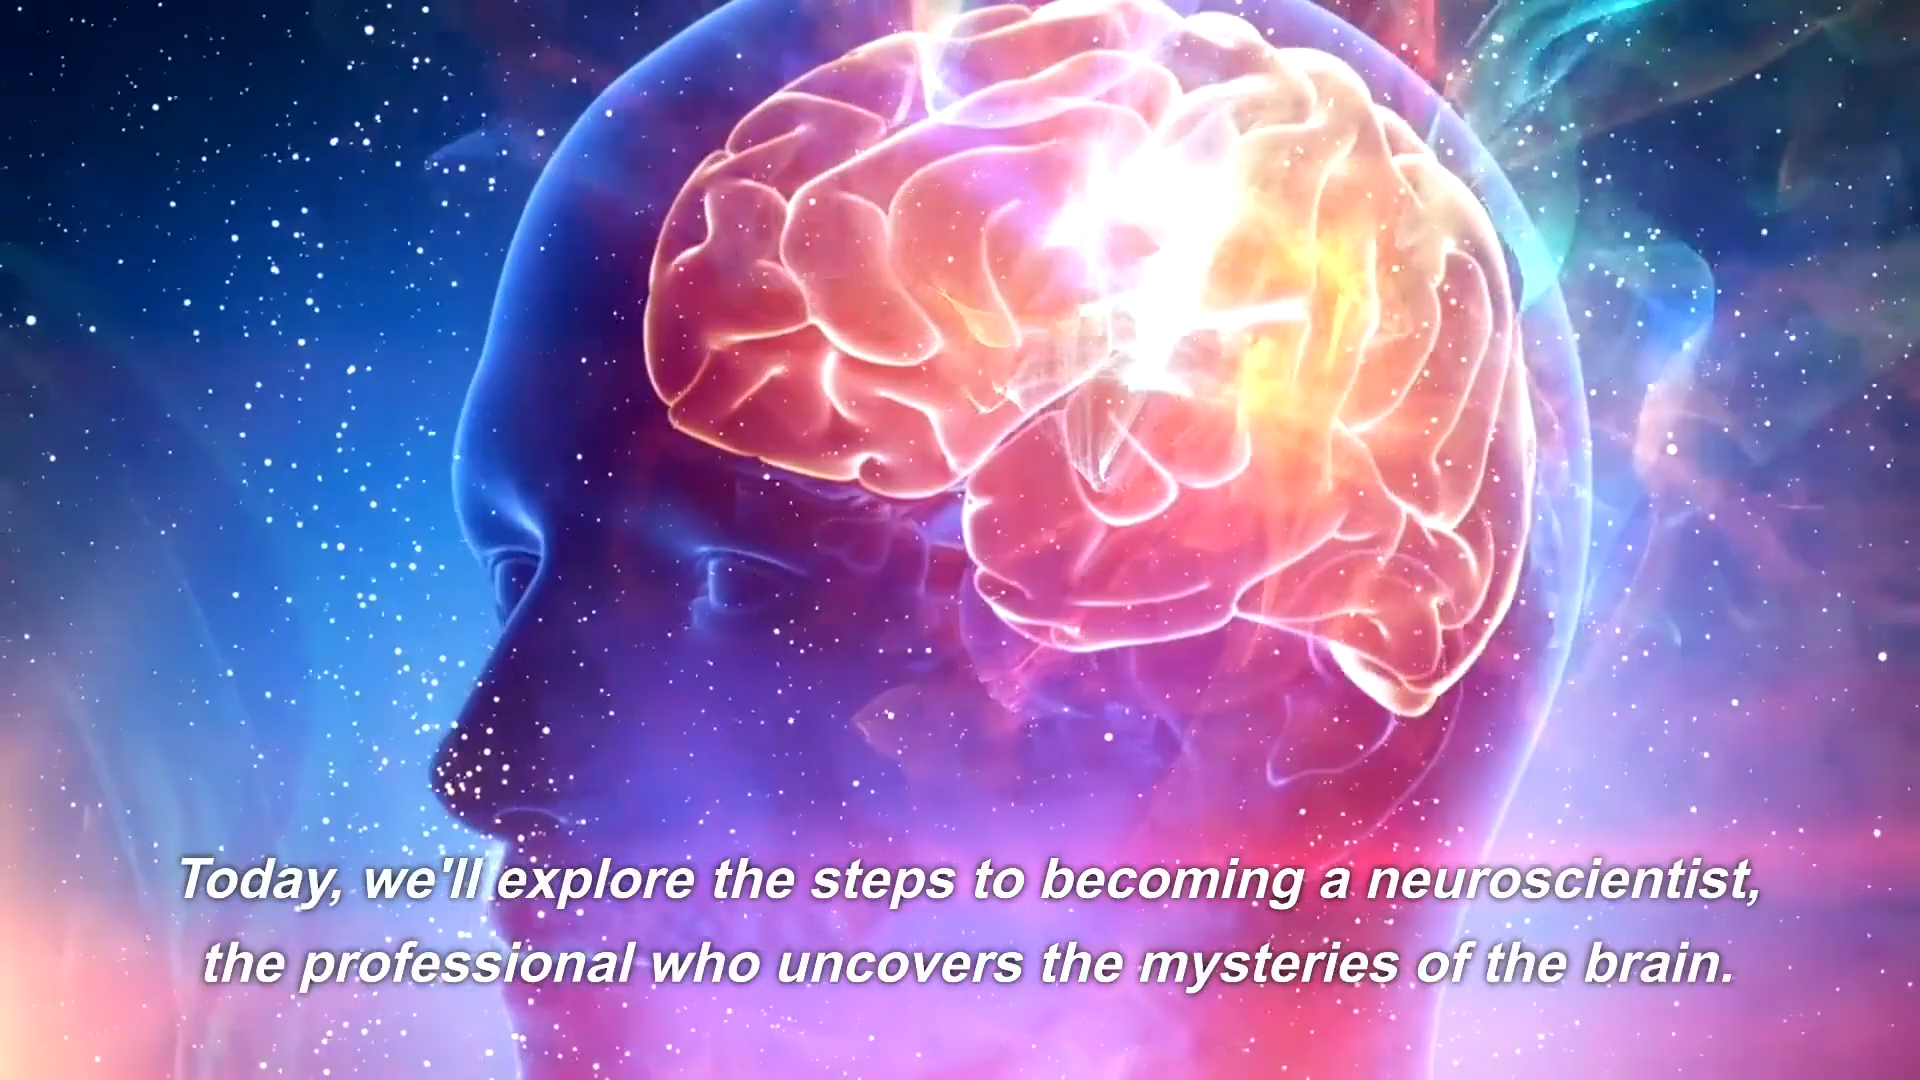 Today, we'll explore the steps to becoming a neuroscientist,
the professional who uncovers the mysteries of the brain.